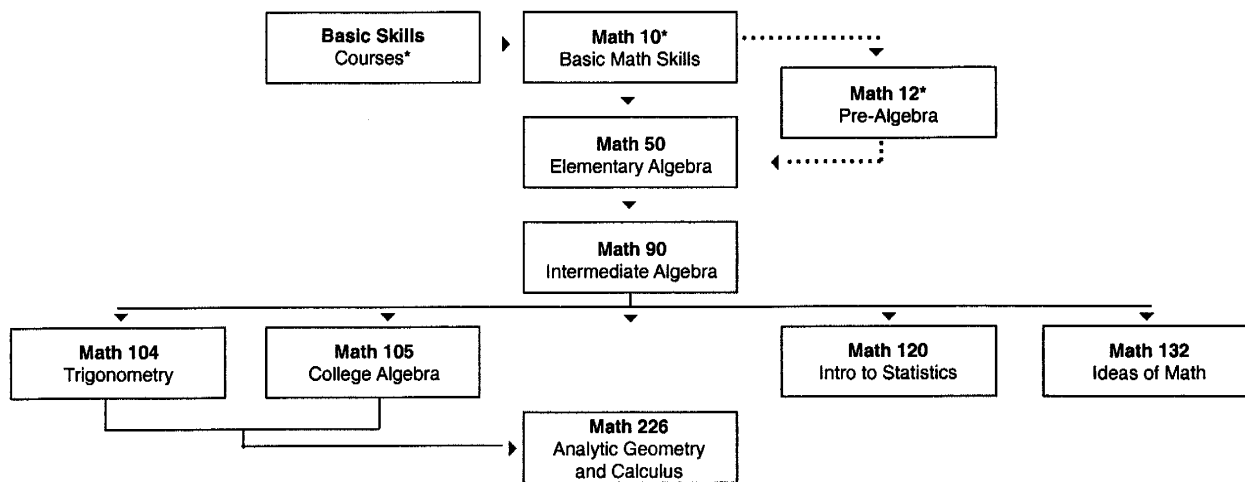 Basic Skills
Courses*
Math 10*
Basic Math Skills
Math 12*
Pre-Algebra
Math 50
Elementary Algebra
Math 90
Intermediate Algebra
Math 104
Trigonometry
Math 105
College Algebra
Math 120
Intro to Statistics
Math 132
Ideas of Math
Math 226
Analytic Geometry
and Calculus